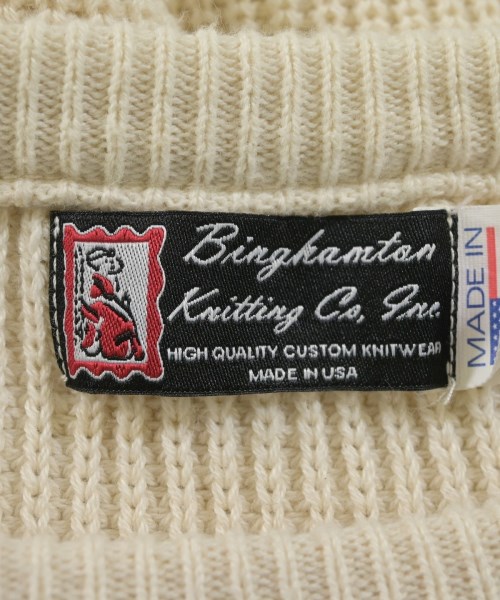 Binghamton
Knitting Co, Inc.
HIGH QUALITY CUSTOM KNITWEAR
MADE IN USA
MADE IN